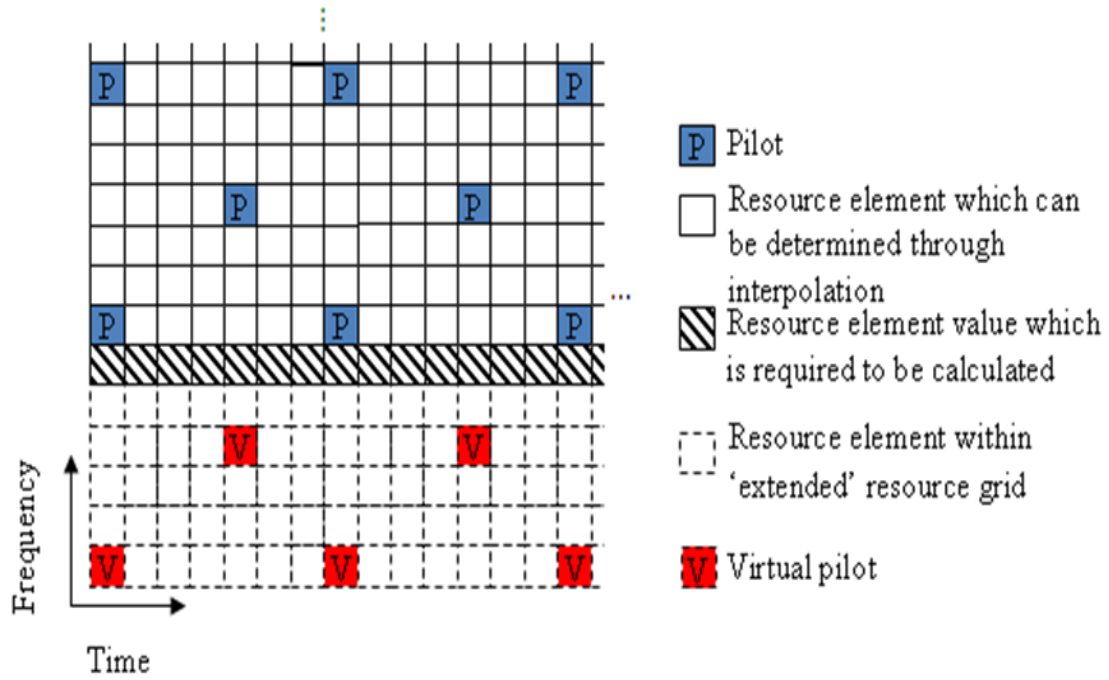 P P P
P P
P P P
V V
V V V
Frequency
Time
P Pilot
Resource element which can
be determined through
interpolation
Resource element value which
is required to be calculated
Resource element within
‘extended’ resource grid
V Virtual pilot